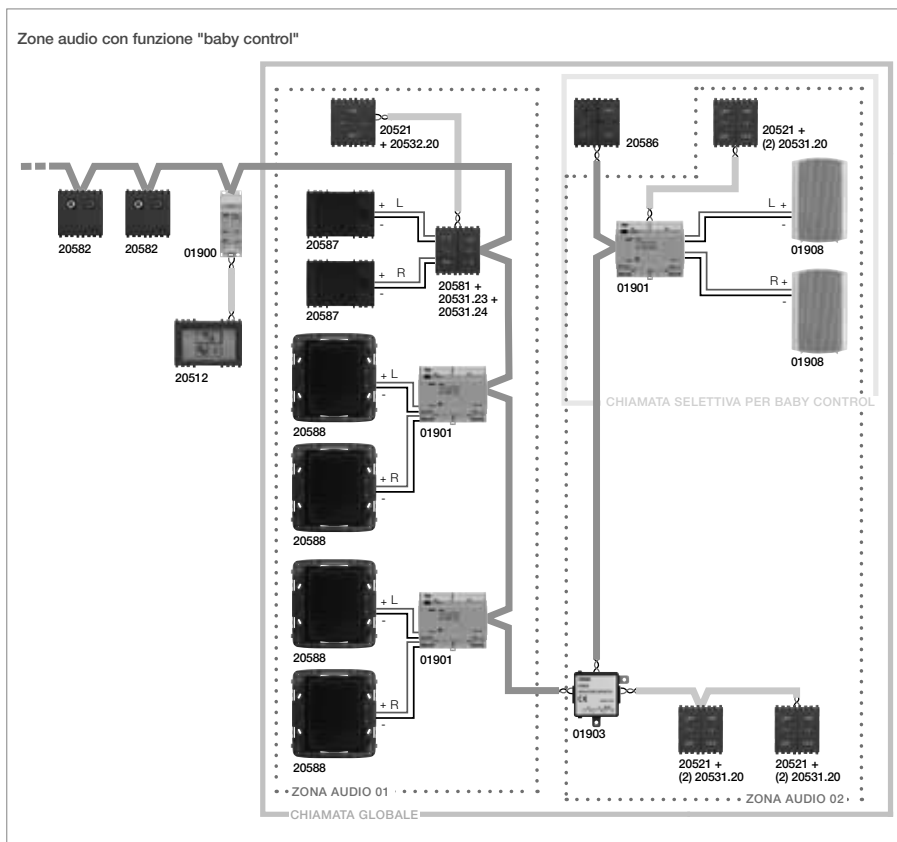 Zone audio con funzione "baby control"
20521
+ 20532.20
20586
20521 +
(2) 20531.20
20582
20582
01900
20512
+ L
-
20587
+ R
-
20587
20581 +
20531.23 +
20531.24
L +
-
01908
R +
-
01908
01901
CHIAMATA SELETTIVA PER BABY CONTROL
+ L
-
20588
01901
+ R
-
20588
+ L
-
20588
01901
+ R
-
20588
01903
20521 +
(2) 20531.20
20521 +
(2) 20531.20
ZONA AUDIO 01
ZONA AUDIO 02
CHIAMATA GLOBALE